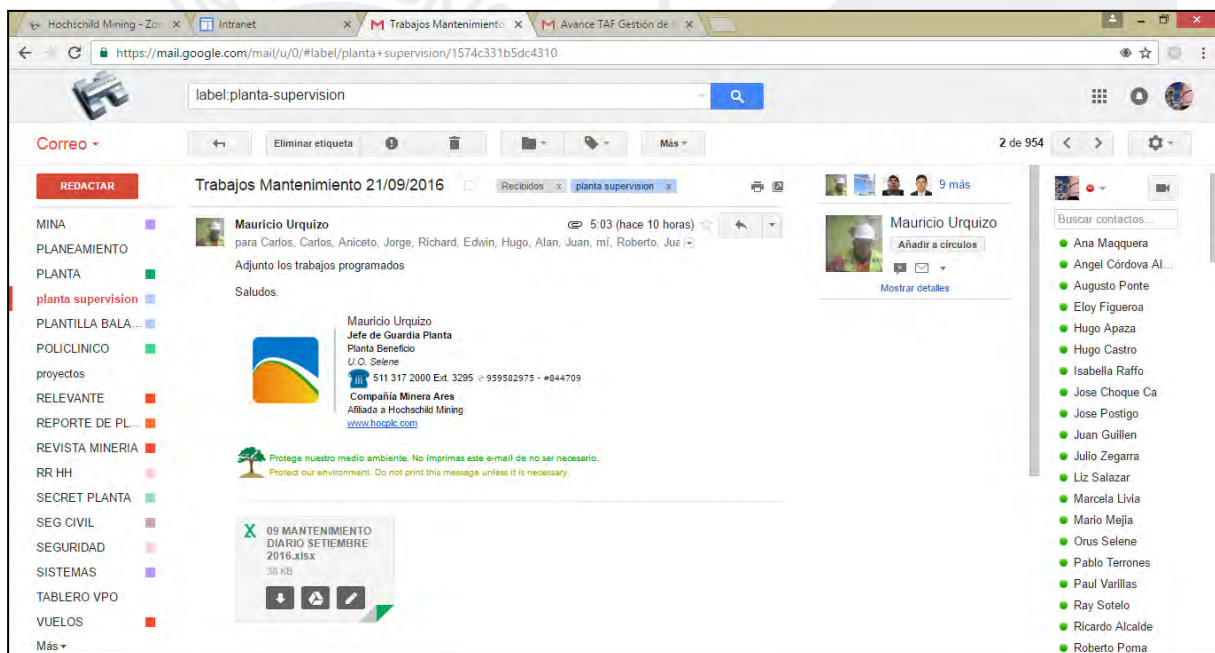 Hochschild Mining - Zon
Intranet
Trabajos Mantenimiento
Avance TAF Gestión de
https://mail.google.com/mail/u/0/#label/planta+supervision/1574c331b5dc4310
label:planta-supervision
Correo
Eliminar etiqueta
Más
2 de 954
REDACTAR
MINA
PLANEAMIENTO
PLANTA
planta supervision
PLANTILLA BALA...
POLICLINICO
proyectos
RELEVANTE
REPORTE DE PL...
REVISTA MINERIA
RR HH
SECRET PLANTA
SEG CIVIL
SEGURIDAD
SISTEMAS
TABLERO VPO
VUELOS
Más
Trabajos Mantenimiento 21/09/2016
Recibidos x
planta supervision x
Mauricio Urquizo
5:03 (hace 10 horas)
para Carlos, Carlos, Aniceto, Jorge, Richard, Edwin, Hugo, Alan, Juan, mí, Roberto, Jua
Adjunto los trabajos programados
Saludos.
Mauricio Urquizo
Jefe de Guardia Planta
Planta Beneficio
U.O. Selene
511 317 2000 Ext. 3295 959582975 - #844709
Compañía Minera Ares
Afiliada a Hochschild Mining
www.hocplc.com
Protege nuestro medio ambiente. No imprimas este e-mail de no ser necesario.
Protect our environment. Do not print this message unless it is necessary.
09 MANTENIMIENTO
DIARIO SETIEMBRE
2016.xlsx
38 KB
9 más
Mauricio Urquizo
Añadir a círculos
Mostrar detalles
Buscar contactos...
Ana Maqquera
Angel Córdova Al...
Augusto Ponte
Eloy Figueroa
Hugo Apaza
Hugo Castro
Isabella Raffo
Jose Choque Ca
Jose Postigo
Juan Guillen
Julio Zegarra
Liz Salazar
Marcela Livia
Mario Mejia
Orus Selene
Pablo Terrones
Paul Varillas
Ray Sotelo
Ricardo Alcalde
Roberto Poma